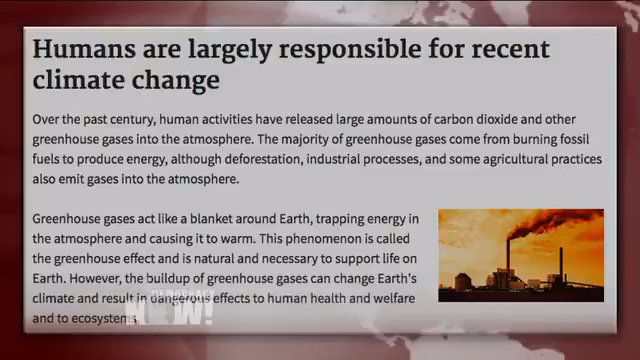 Humans are largely responsible for recent
climate change
Over the past century, human activities have released large amounts of carbon dioxide and other
greenhouse gases into the atmosphere. The majority of greenhouse gases come from burning fossil
fuels to produce energy, although deforestation, industrial processes, and some agricultural practices
also emit gases into the atmosphere.
Greenhouse gases act like a blanket around Earth, trapping energy in
the atmosphere and causing it to warm. This phenomenon is called
the greenhouse effect and is natural and necessary to support life on
Earth. However, the buildup of greenhouse gases can change Earth's
climate and result in dangerous effects to human health and welfare
and to ecosystems.
DEMOCRACY
NOW!